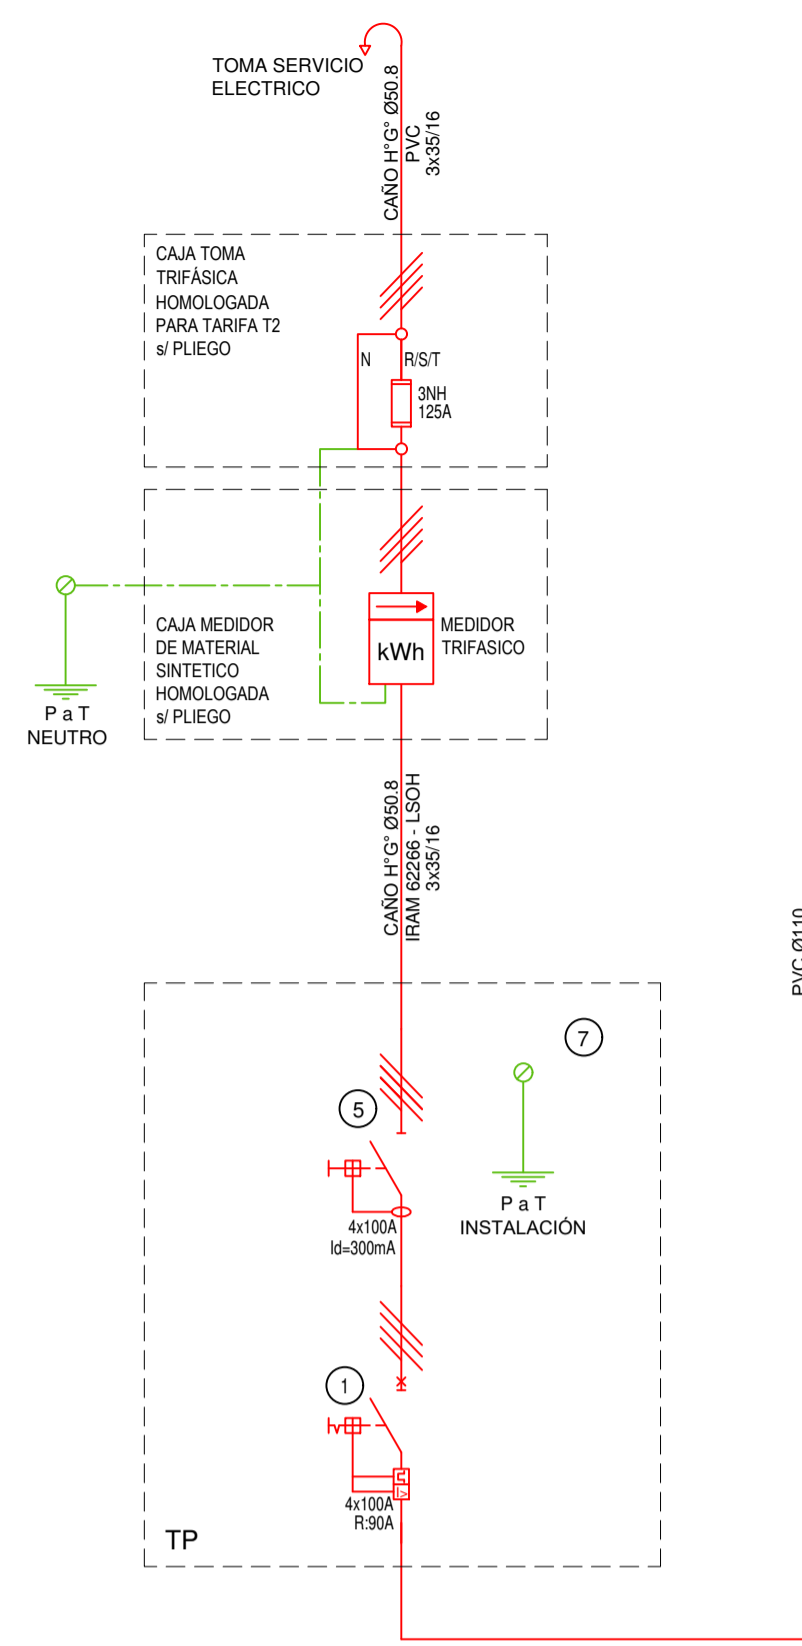 TOMA SERVICIO
ELECTRICO
CAÑO H°G° Ø50.8
PVC
3x35/16
CAJA TOMA
TRIFÁSICA
HOMOLOGADA
PARA TARIFA T2
s/ PLIEGO
N
R/S/T
3NH
125A
CAJA MEDIDOR
DE MATERIAL
SINTETICO
HOMOLOGADA
s/ PLIEGO
kWh
MEDIDOR
TRIFASICO
P a T
NEUTRO
CAÑO H°G° Ø50.8
IRAM 62266 - LSOH
3x35/16
PVC Ø110
7
5
4x100A
Id=300mA
P a T
INSTALACIÓN
1
I>
4x100A
R:90A
TP